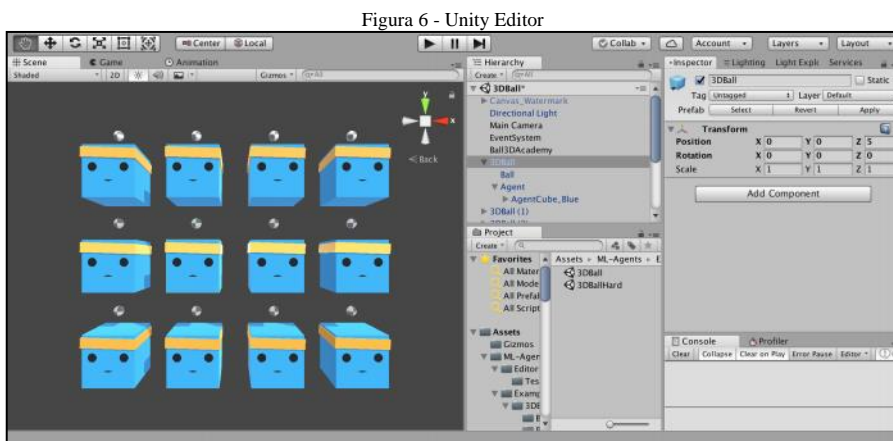 Figura 6 - Unity Editor
Center Local Collab Account Layers Layout
Scene Game Animation
Shaded 2D Gizmos All
Back
Hierarchy
Create All
3DBall*
Canvas_Watermark
Directional Light
Main Camera
EventSystem
Ball3DAcademy
3DBall
Ball
Agent
AgentCube_Blue
3DBall (1)
Project
Create
Favorites
All Mater
All Mode
All Prefal
All Script
Assets
Gizmos
ML-Agen
Editor
Tes
Examp
3DE
Assets ML-Agents E
3DBall
3DBallHard
Inspector Lighting Light Explc Services
3DBall Static
Tag Untagged Layer Default
Prefab Select Revert Apply
Transform
Position X 0 Y 0 Z 5
Rotation X 0 Y 0 Z 0
Scale X 1 Y 1 Z 1
Add Component
Console Profiler
Clear Collapse Clear on Play Error Pause Editor